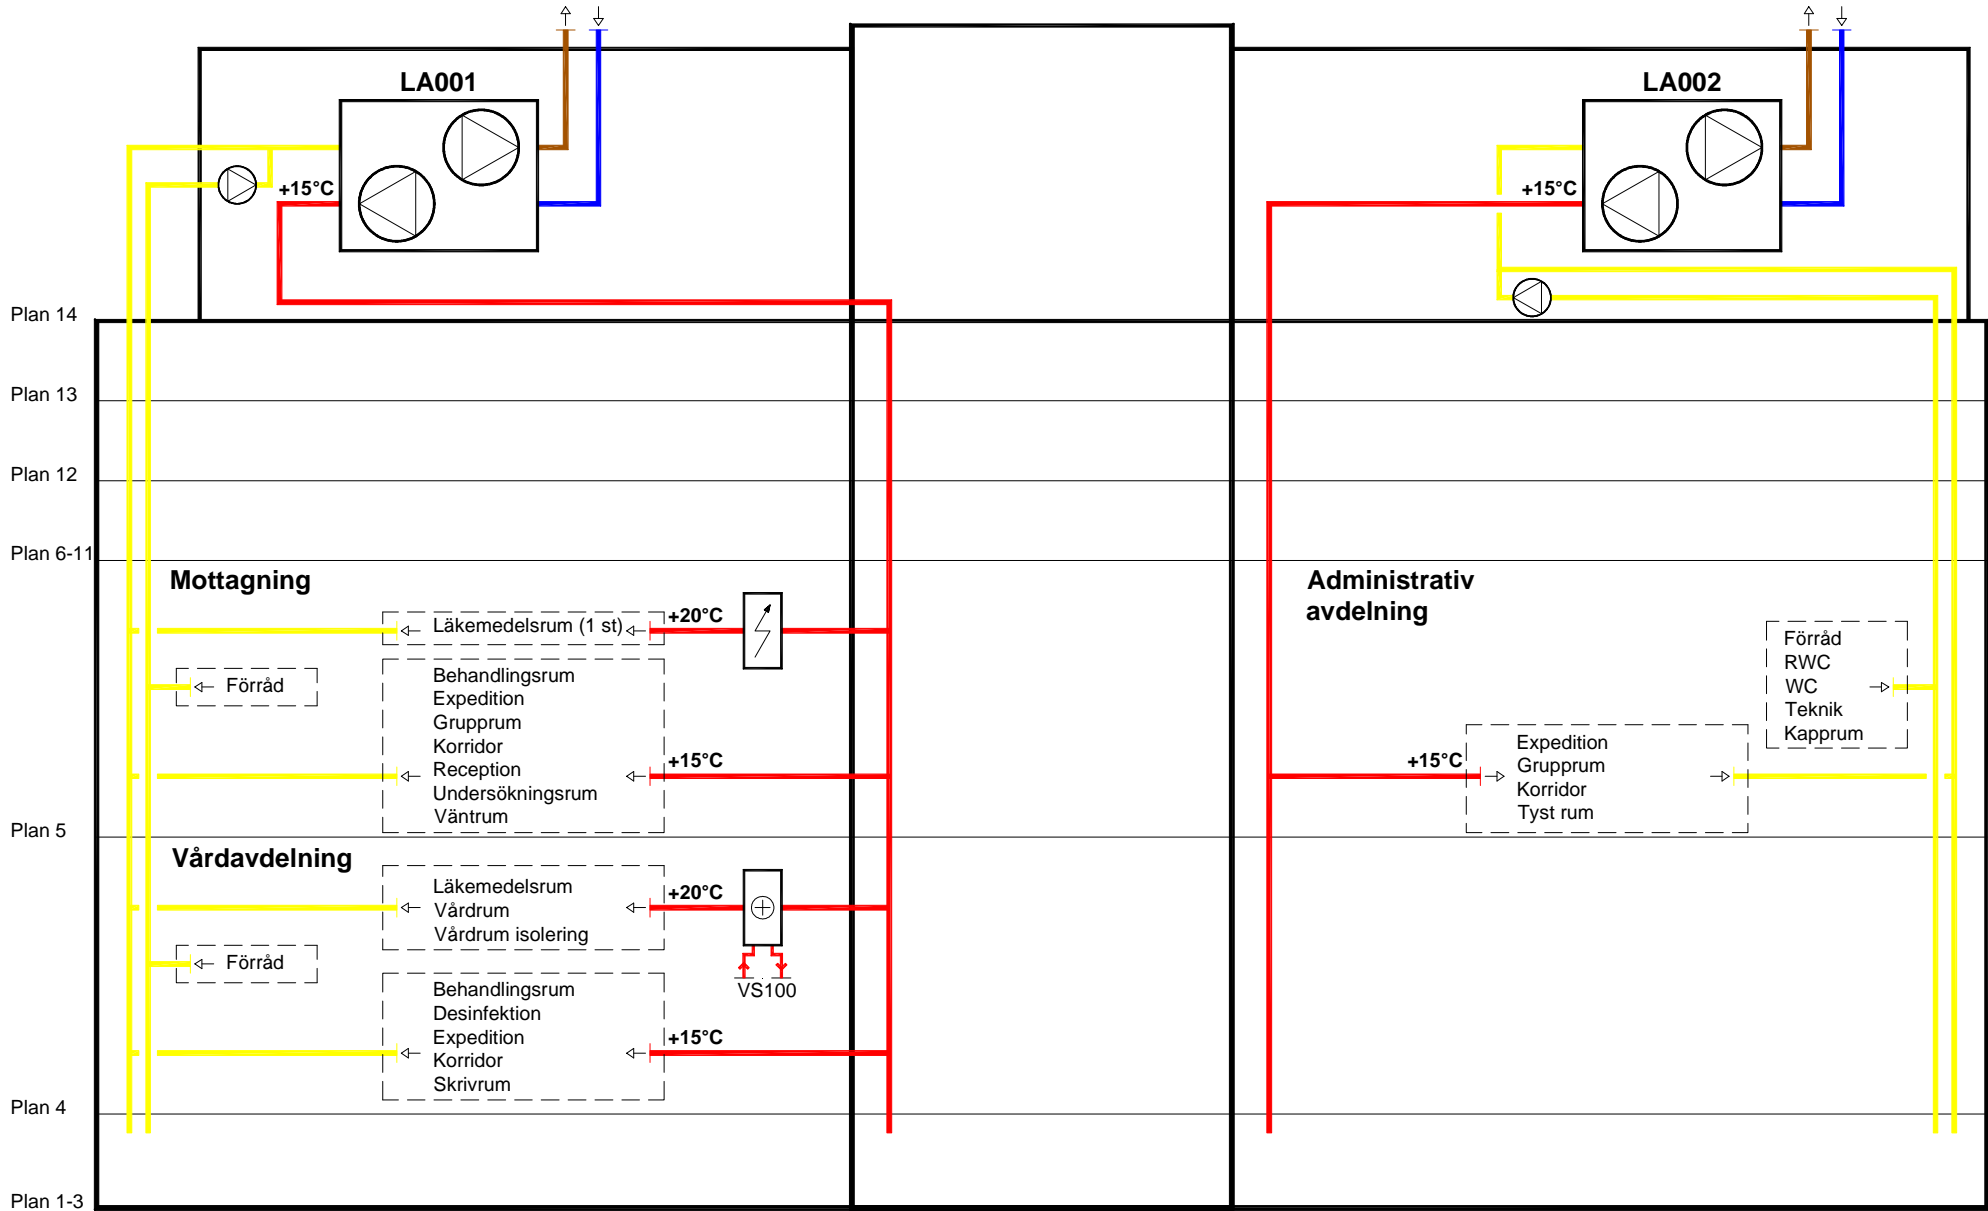 LA001
LA002
+15°C
+15°C
Plan 14
Plan 13
Plan 12
Plan 6-11
Mottagning
Läkemedelsrum (1 st)
+20°C
Förråd
Behandlingsrum
Expedition
Grupprum
Korridor
Reception
Undersökningsrum
Väntrum
+15°C
Administrativ
avdelning
Förråd
RWC
WC
Teknik
Kapprum
+15°C
Expedition
Grupprum
Korridor
Tyst rum
Plan 5
Vårdavdelning
Läkemedelsrum
Vårdrum
Vårdrum isolering
+20°C
VS100
Förråd
Behandlingsrum
Desinfektion
Expedition
Korridor
Skrivrum
+15°C
Plan 4
Plan 1-3